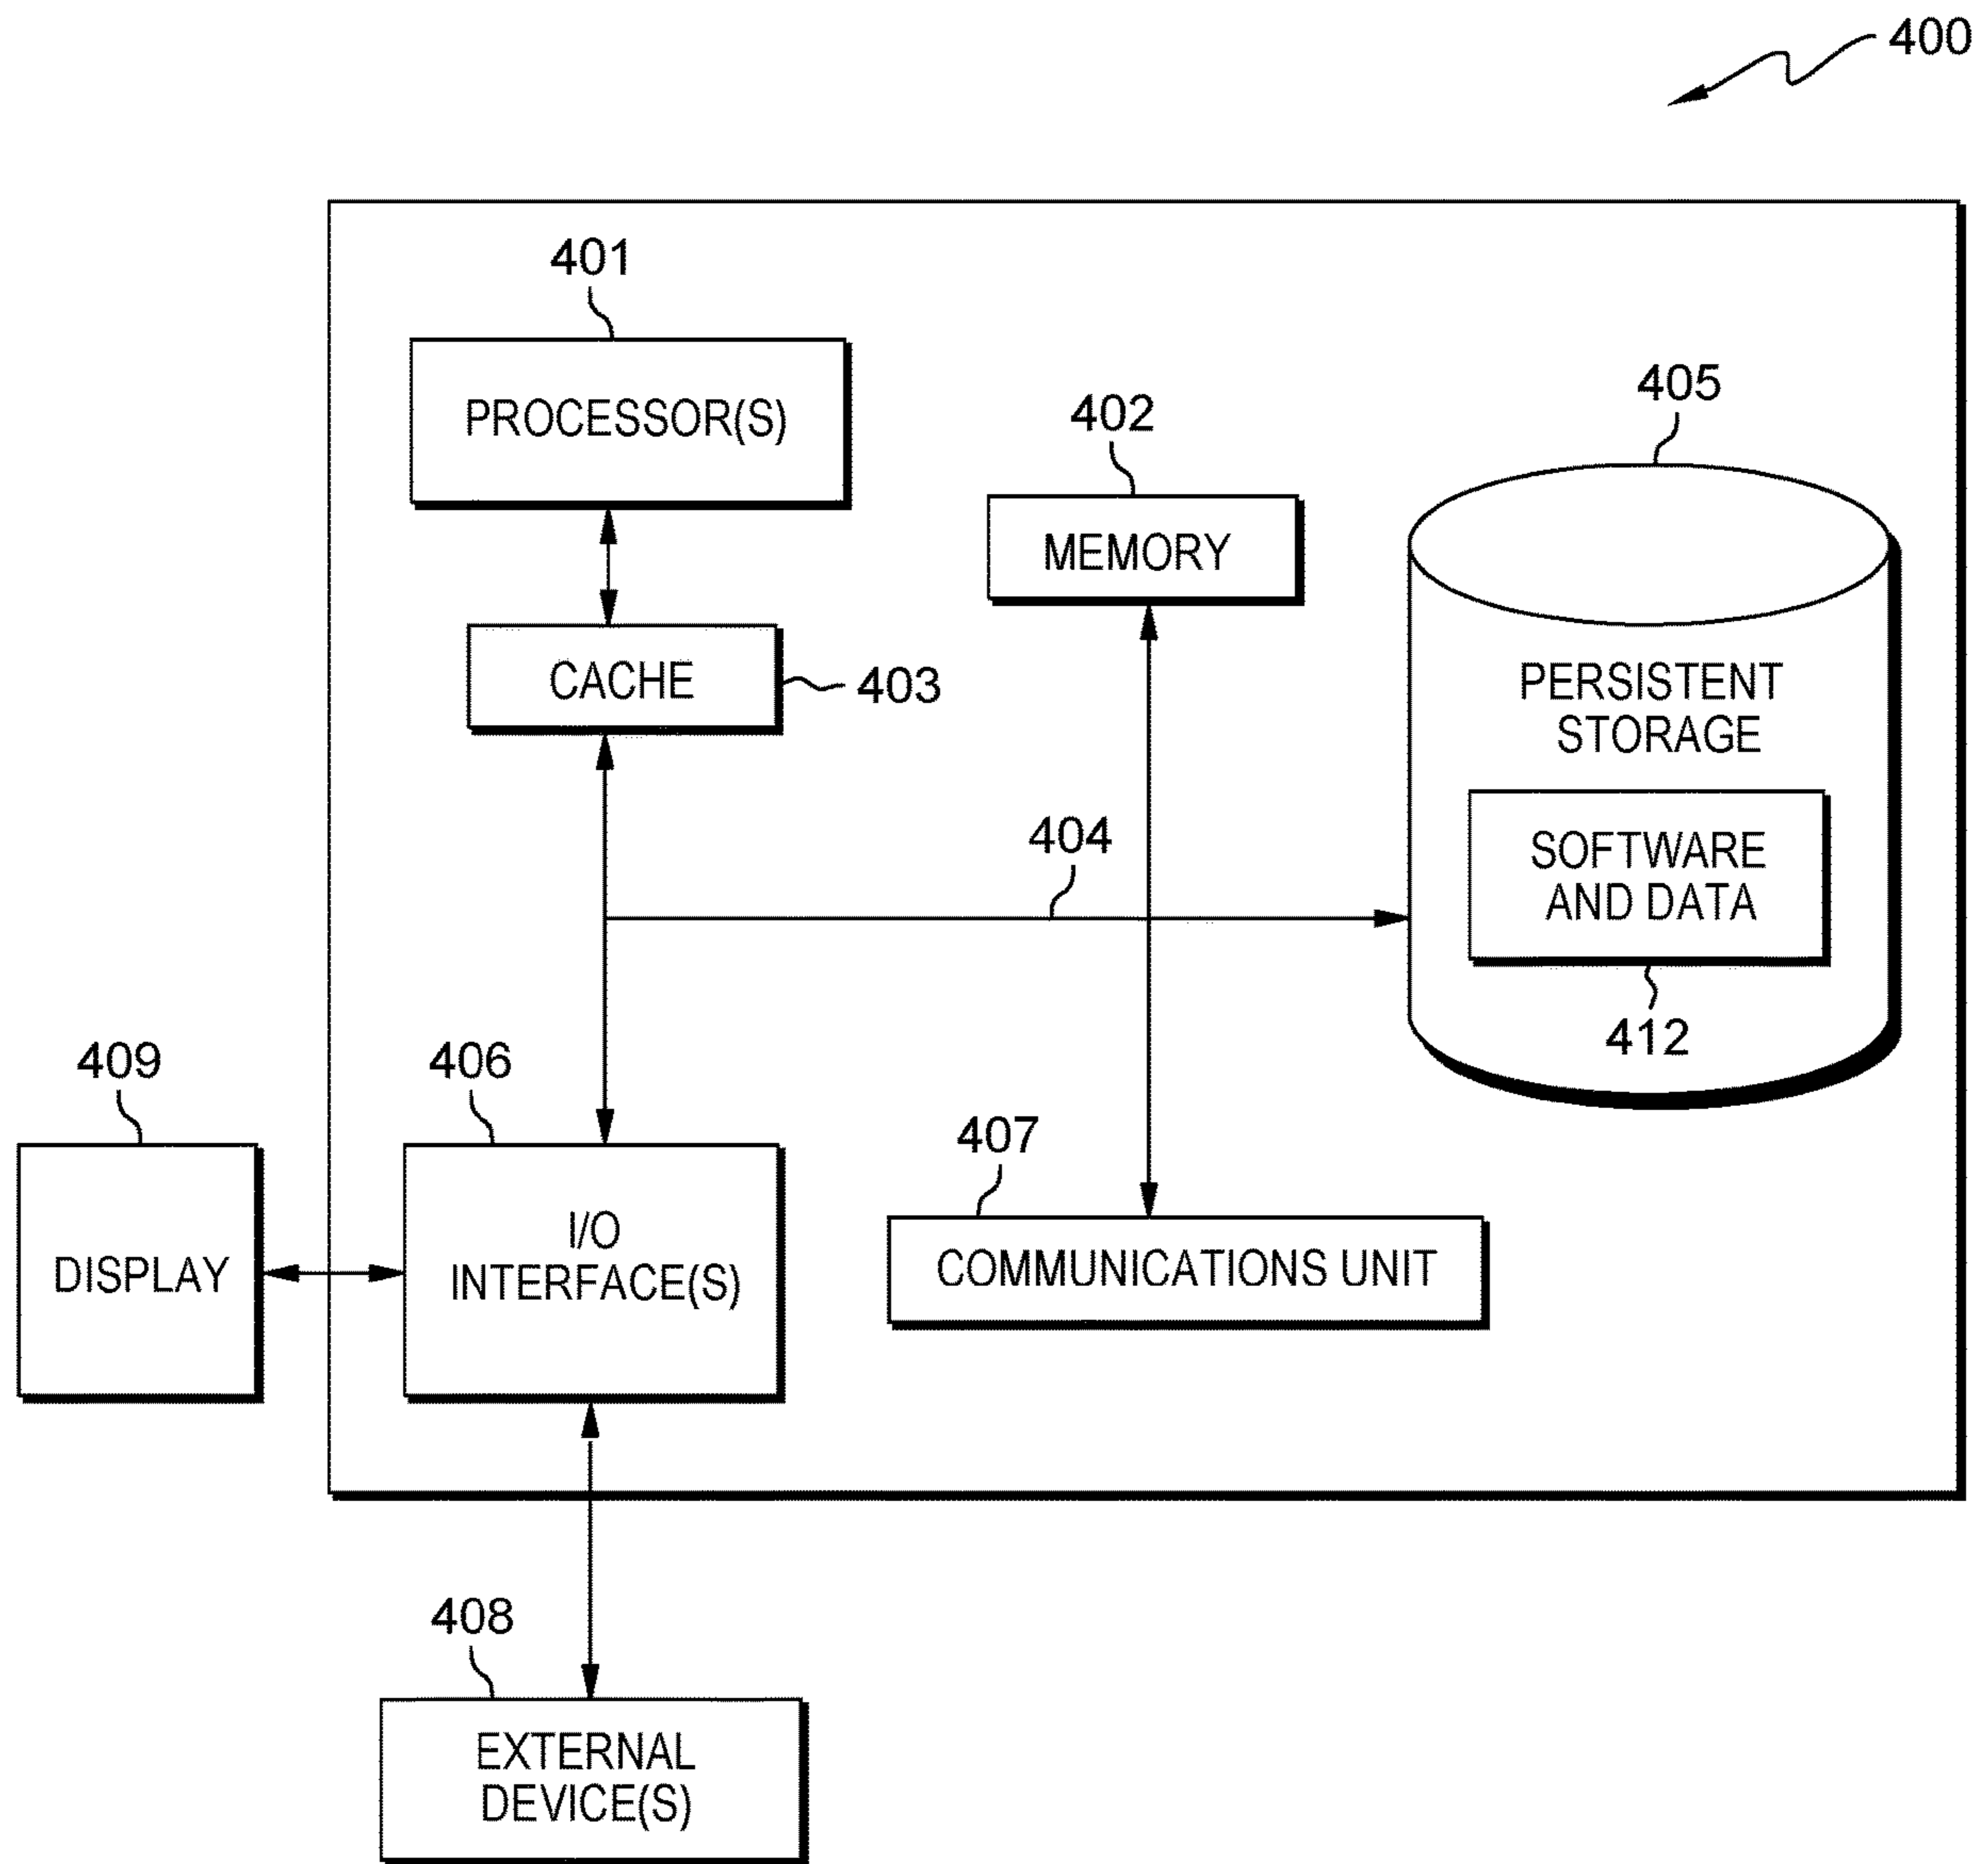 400
401
PROCESSOR(S)
402
MEMORY
405
CACHE
403
PERSISTENT
STORAGE
404
SOFTWARE
AND DATA
412
409
DISPLAY
406
I/O
INTERFACE(S)
407
COMMUNICATIONS UNIT
408
EXTERNAL
DEVICE(S)